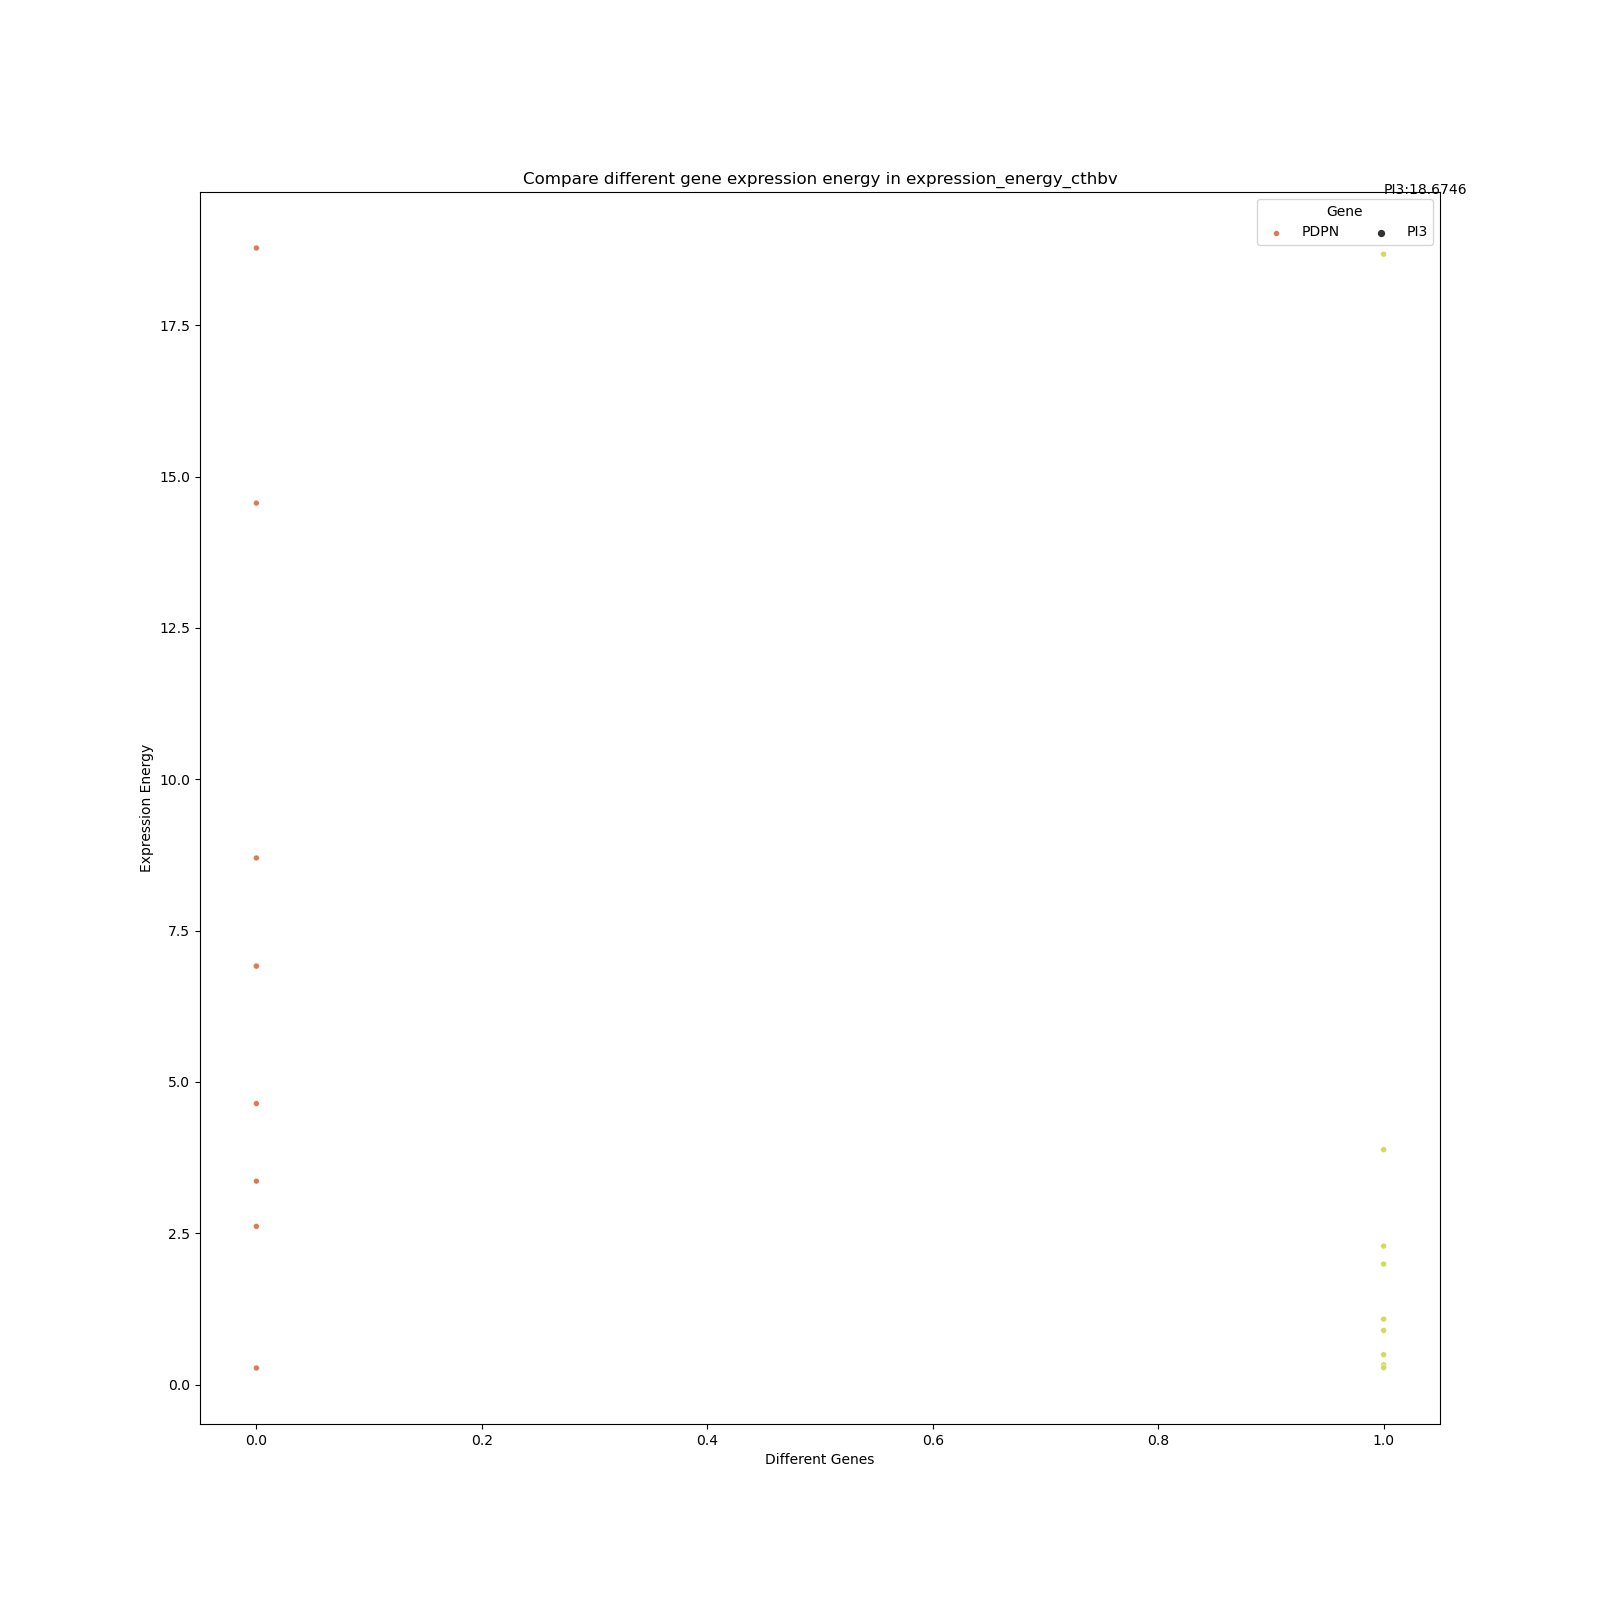 Compare different gene expression energy in expression_energy_cthbv
PI3:18.6746
Gene
PDPN PI3
17.5
15.0
12.5
10.0
7.5
5.0
2.5
0.0
Expression Energy
0.0 0.2 0.4 0.6 0.8 1.0
Different Genes